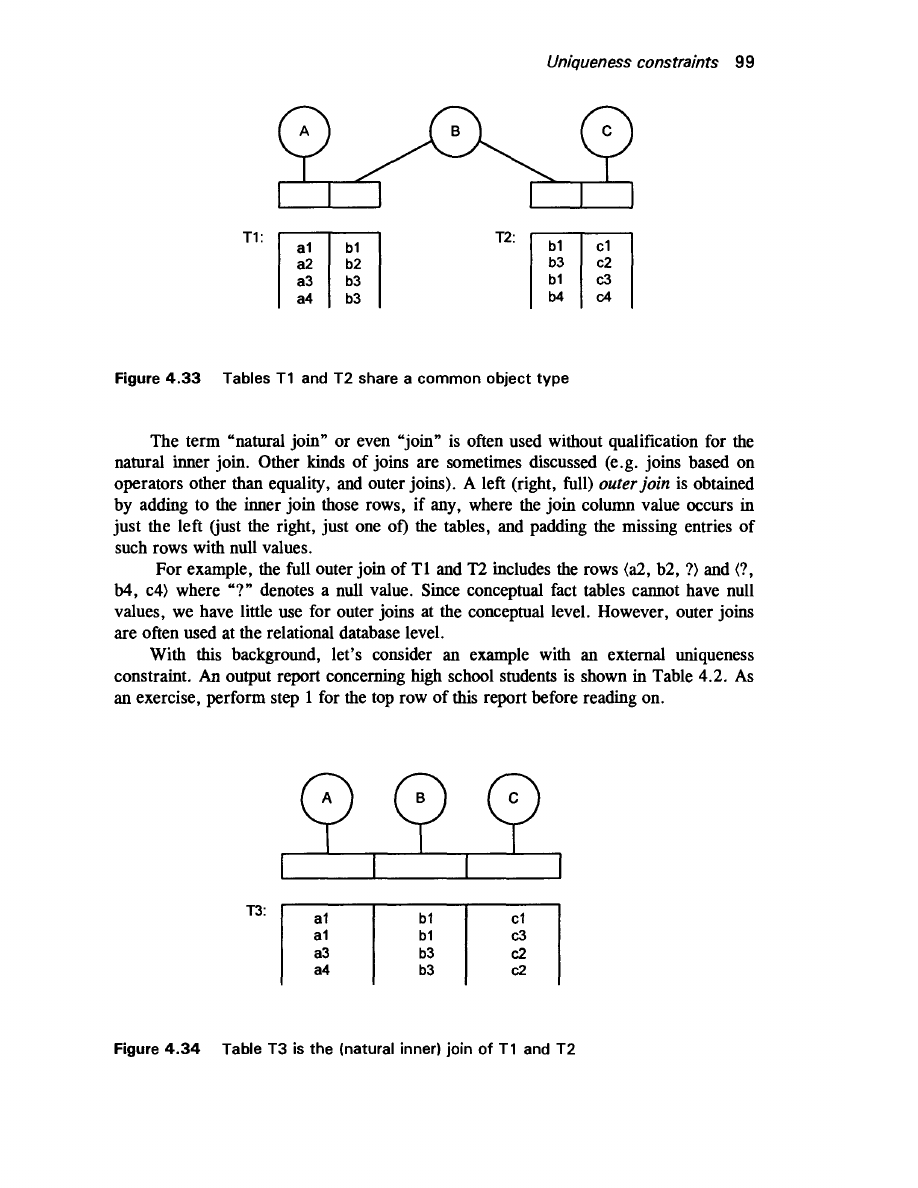 Uniqueness constraints 99
A B C
T1: T2:
a1 b1 b1 c1
a2 b2 b3 c2
a3 b3 b1 c3
a4 b3 b4 c4
Figure 4.33 Tables T1 and T2 share a common object type
The term “natural join” or even “join” is often used without qualification for the
natural inner join. Other kinds of joins are sometimes discussed (e.g. joins based on
operators other than equality, and outer joins). A left (right, full) outer join is obtained
by adding to the inner join those rows, if any, where the join column value occurs in
just the left (just the right, just one of) the tables, and padding the missing entries of
such rows with null values.
For example, the full outer join of T1 and T2 includes the rows ⟨a2, b2, ?⟩ and ⟨?,
b4, c4⟩ where “?” denotes a null value. Since conceptual fact tables cannot have null
values, we have little use for outer joins at the conceptual level. However, outer joins
are often used at the relational database level.
With this background, let’s consider an example with an external uniqueness
constraint. An output report concerning high school students is shown in Table 4.2. As
an exercise, perform step 1 for the top row of this report before reading on.
A B C
T3:
a1 b1 c1
a1 b1 c3
a3 b3 c2
a4 b3 c2
Figure 4.34 Table T3 is the (natural inner) join of T1 and T2